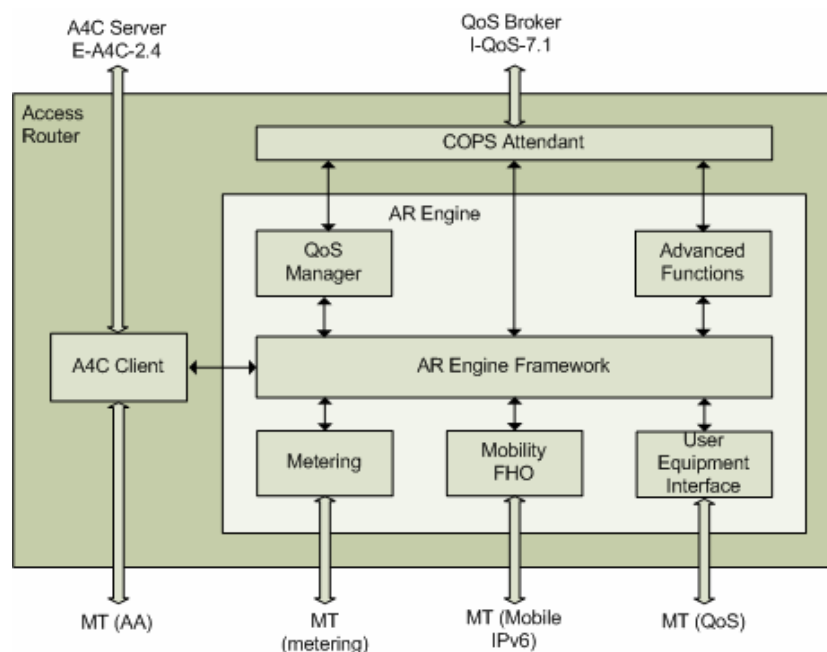 A4C Server
E-A4C-2.4
QoS Broker
I-QoS-7.1
Access
Router
COPS Attendant
AR Engine
QoS
Manager
Advanced
Functions
A4C Client
AR Engine Framework
Metering
Mobility
FHO
User
Equipment
Interface
MT (AA)
MT
(metering)
MT (Mobile
IPv6)
MT (QoS)